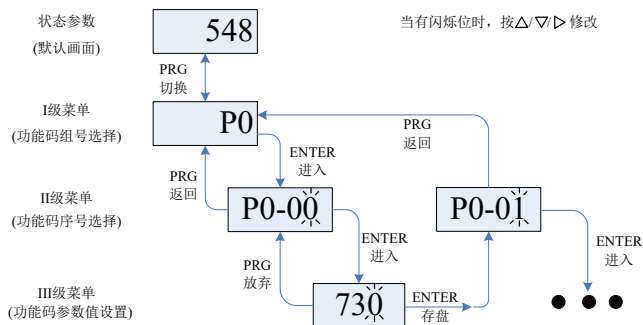 状态参数
(默认画面)
548
当有闪烁位时，按△/▽/▷修改
PRG
切换
I级菜单
(功能码组号选择)
P0
PRG
返回
ENTER
进入
PRG
返回
II级菜单
(功能码序号选择)
P0-00
P0-01
ENTER
进入
ENTER
进入
PRG
放弃
III级菜单
(功能码参数值设置)
730
ENTER
存盘